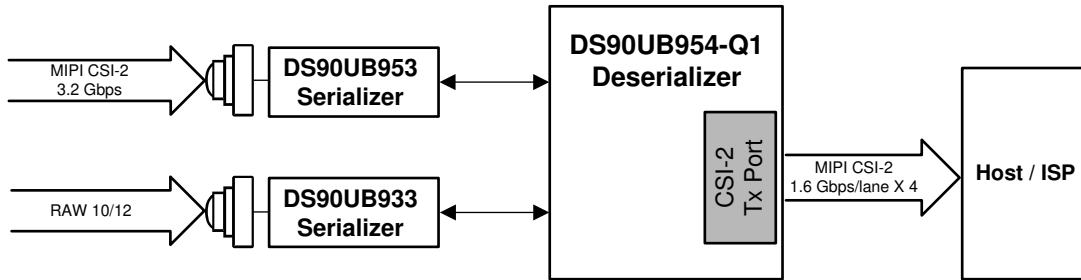 MIPI CSI-2
3.2 Gbps
DS90UB953
Serializer
RAW 10/12
DS90UB933
Serializer
DS90UB954-Q1
Deserializer
CSI-2
Tx Port
MIPI CSI-2
1.6 Gbps/lane X 4
Host / ISP